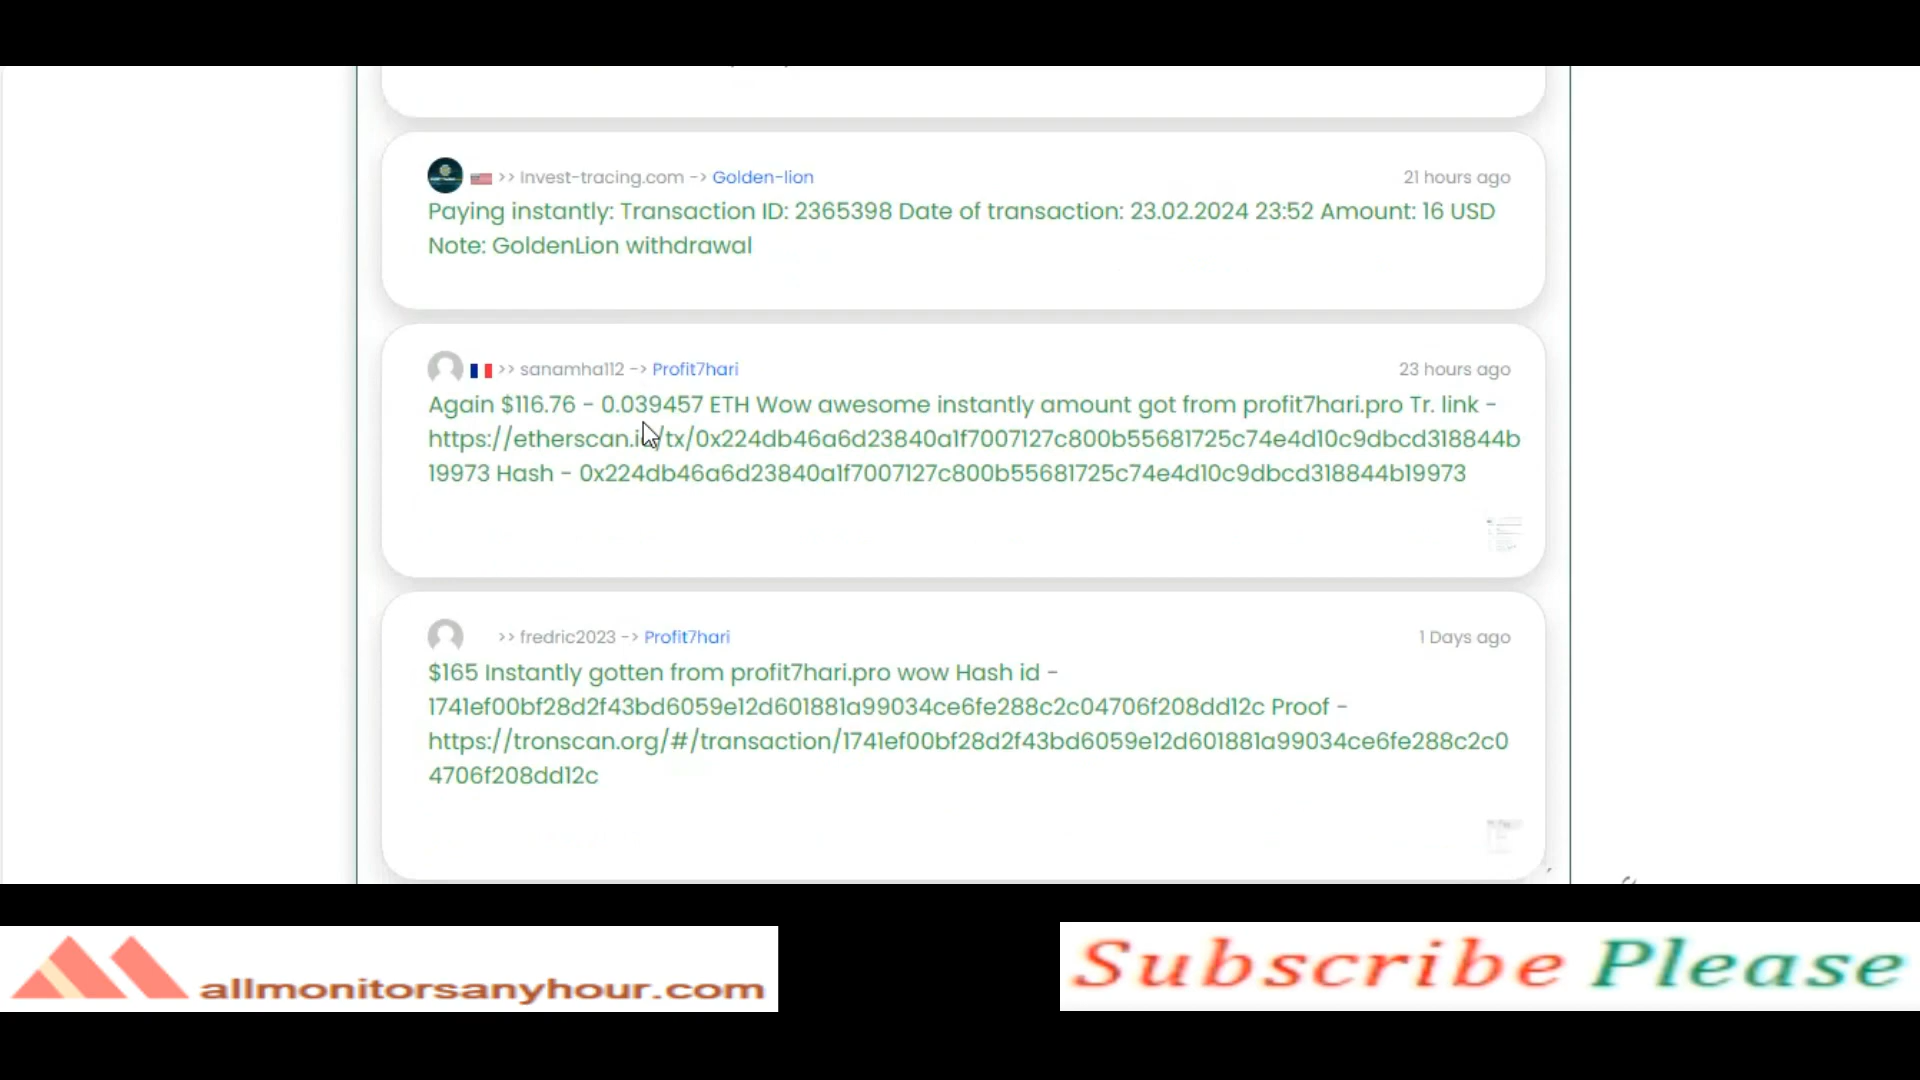 >> Invest-tracing.com -> Golden-lion 21 hours ago
Paying instantly: Transaction ID: 2365398 Date of transaction: 23.02.2024 23:52 Amount: 16 USD
Note: GoldenLion withdrawal
>> sanamha112 -> Profit7hari 23 hours ago
Again $116.76 - 0.039457 ETH Wow awesome instantly amount got from profit7hari.pro Tr. link -
https://etherscan.io/tx/0x224db46a6d23840a1f7007127c800b55681725c74e4d10c9dbcd318844b
19973 Hash - 0x224db46a6d23840a1f7007127c800b55681725c74e4d10c9dbcd318844b19973
>> fredric2023 -> Profit7hari 1 Days ago
$165 Instantly gotten from profit7hari.pro wow Hash id -
1741ef00bf28d2f43bd6059e12d601881a99034ce6fe288c2c04706f208dd12c Proof -
https://tronscan.org/#/transaction/1741ef00bf28d2f43bd6059e12d601881a99034ce6fe288c2c0
4706f208dd12c
allmonitorsanyhour.com
Subscribe Please